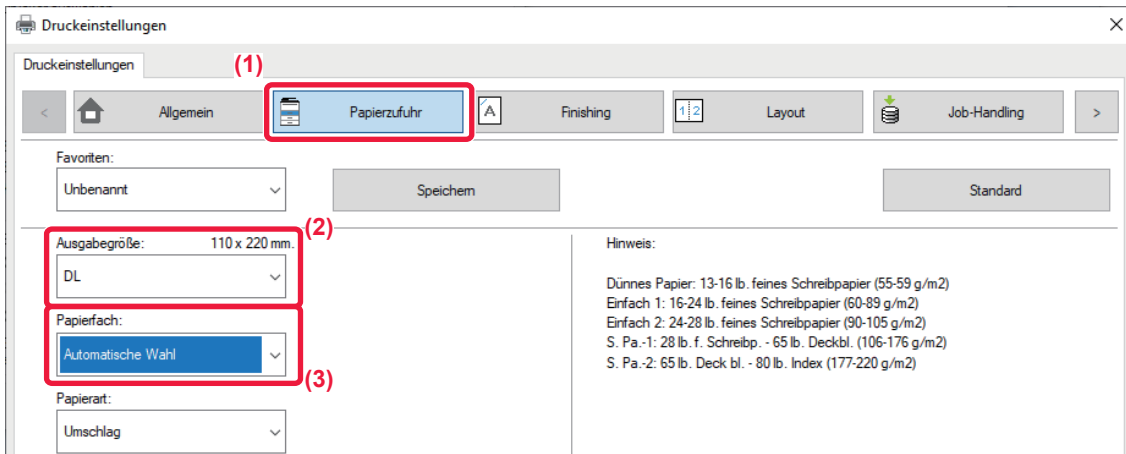 Druckeinstellungen
Druckeinstellungen
(1)
< Allgemein Papierzufuhr A Finishing 1 2 Layout Job-Handling >
Favoriten:
Unbenannt Speichern Standard
(2)
Ausgabegröße: 110 x 220 mm.
DL
Papierfach:
Automatische Wahl
(3)
Papierart:
Umschlag
Hinweis:
Dünnes Papier: 13-16 lb. feines Schreibpapier (55-59 g/m2)
Einfach 1: 16-24 lb. feines Schreibpapier (60-89 g/m2)
Einfach 2: 24-28 lb. feines Schreibpapier (90-105 g/m2)
S. Pa.-1: 28 lb. f. Schreibp. - 65 lb. Deckbl. (106-176 g/m2)
S. Pa.-2: 65 lb. Deck bl. - 80 lb. Index (177-220 g/m2)